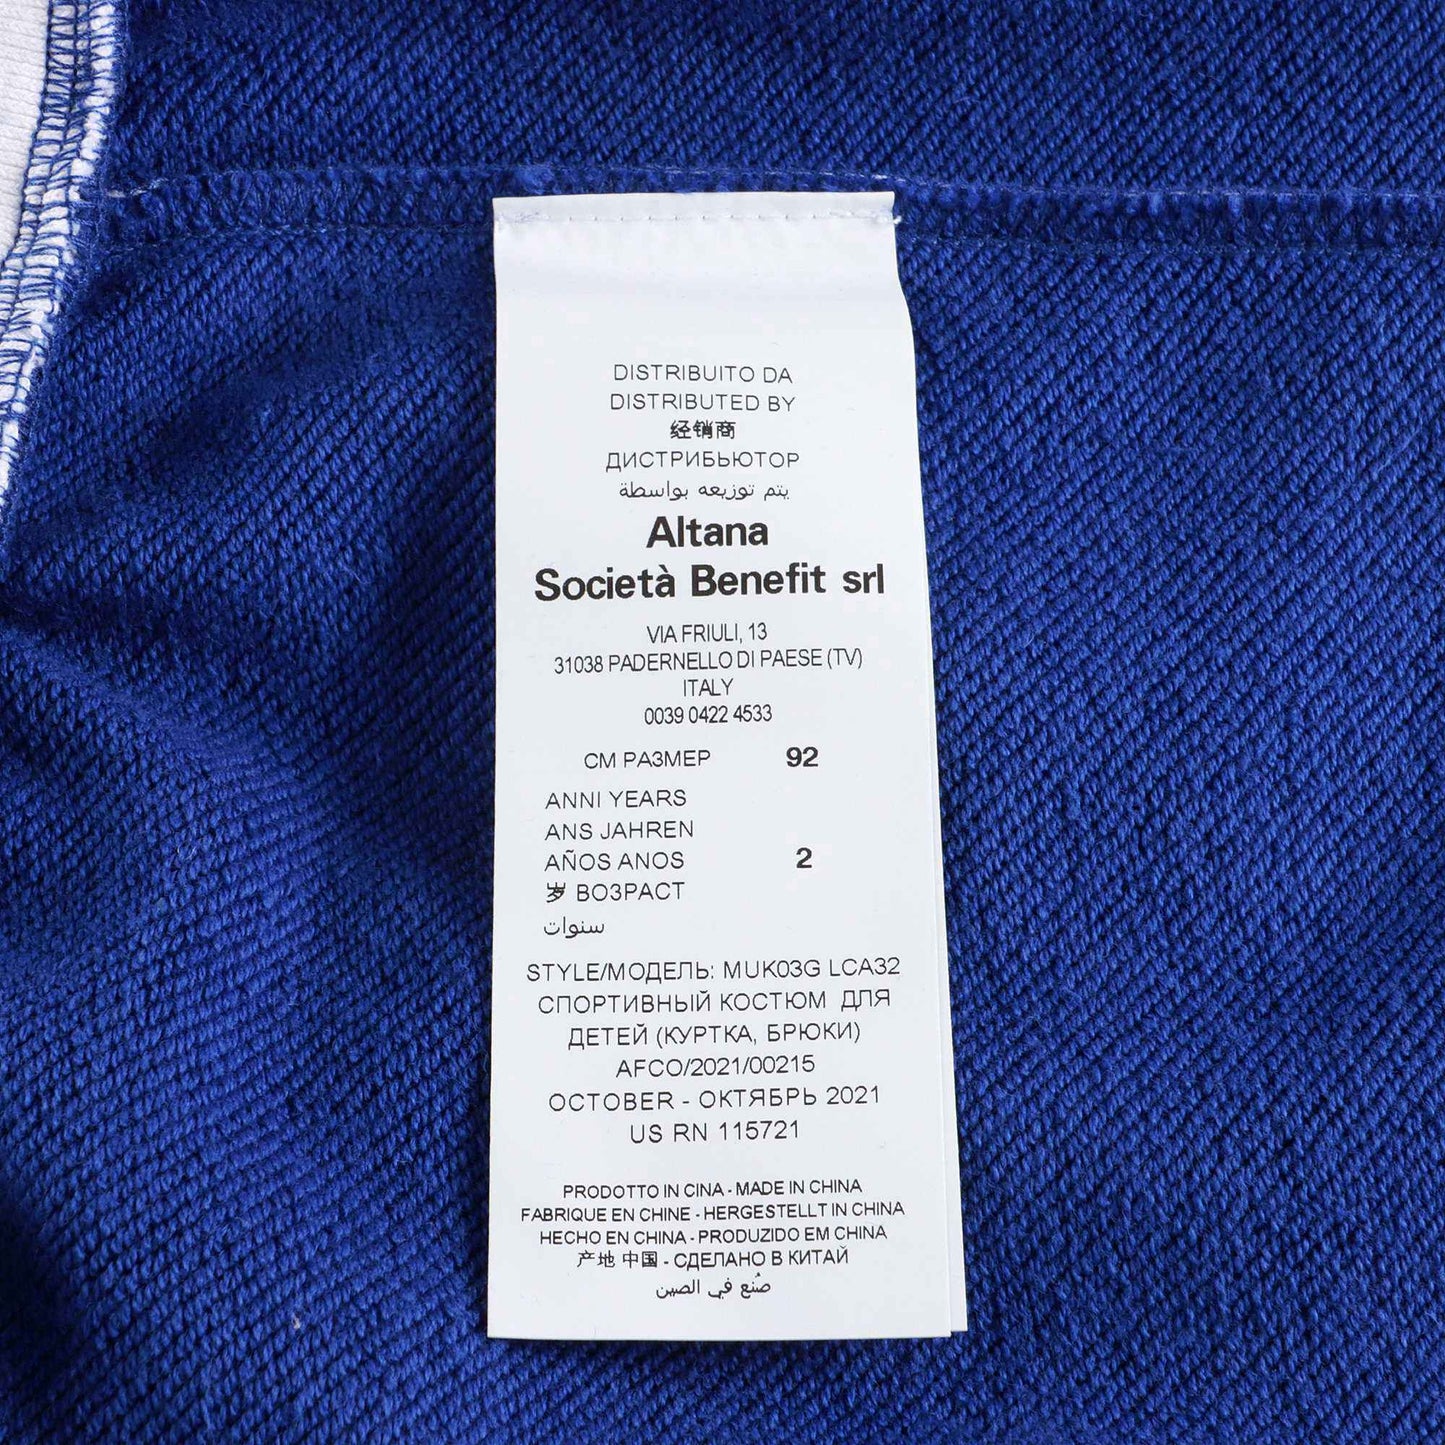 DISTRIBUITO DA
DISTRIBUTED BY
经销商
ДИСТРИБЬЮТОР
يتم توزيعه بواسطة
Altana
Società Benefit srl
VIA FRIULI, 13
31038 PADERNELLO DI PAESE (TV)
ITALY
0039 0422 4533
CM РАЗМЕР 92
ANNI YEARS
ANS JAHREN
AÑOS ANOS 2
岁 ВОЗРАСТ
سنوات
STYLE/МОДЕЛЬ: MUK03G LCA32
СПОРТИВНЫЙ КОСТЮМ ДЛЯ
ДЕТЕЙ (КУРТКА, БРЮКИ)
AFCO/2021/00215
OCTOBER - ОКТЯБРЬ 2021
US RN 115721
PRODOTTO IN CINA - MADE IN CHINA
FABRIQUE EN CHINE - HERGESTELLT IN CHINA
HECHO EN CHINA - PRODUZIDO EM CHINA
产地 中国 - СДЕЛАНО В КИТАЙ
صُنع في الصين